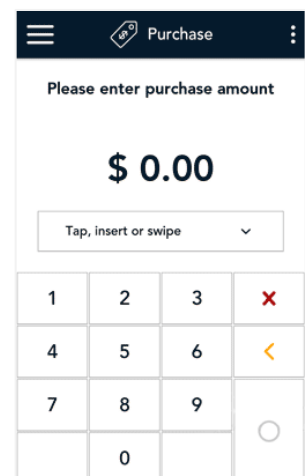 Purchase
Please enter purchase amount
$ 0.00
Tap, insert or swipe
1 2 3
4 5 6
7 8 9
0